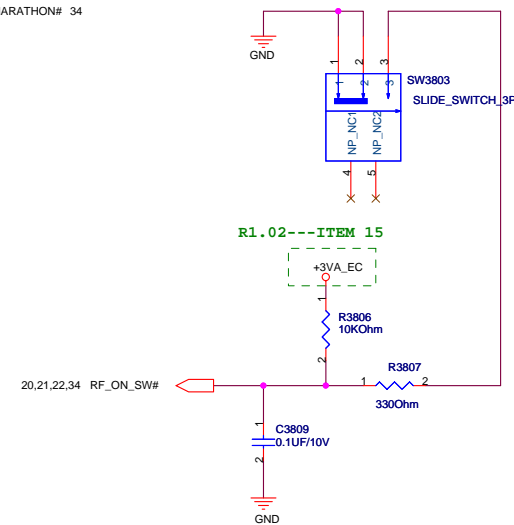 ARATHON# 34
GND
1
2
3
SW3803
1
2
3
SLIDE_SWITCH_3P
NP_NC1
NP_NC2
4
5
R1.02---ITEM 15
+3VA_EC
1
R3806
10KOhm
2
R3807
20,21,22,34 RF_ON_SW#
1
2
330Ohm
1
C3809
0.1UF/10V
2
GND